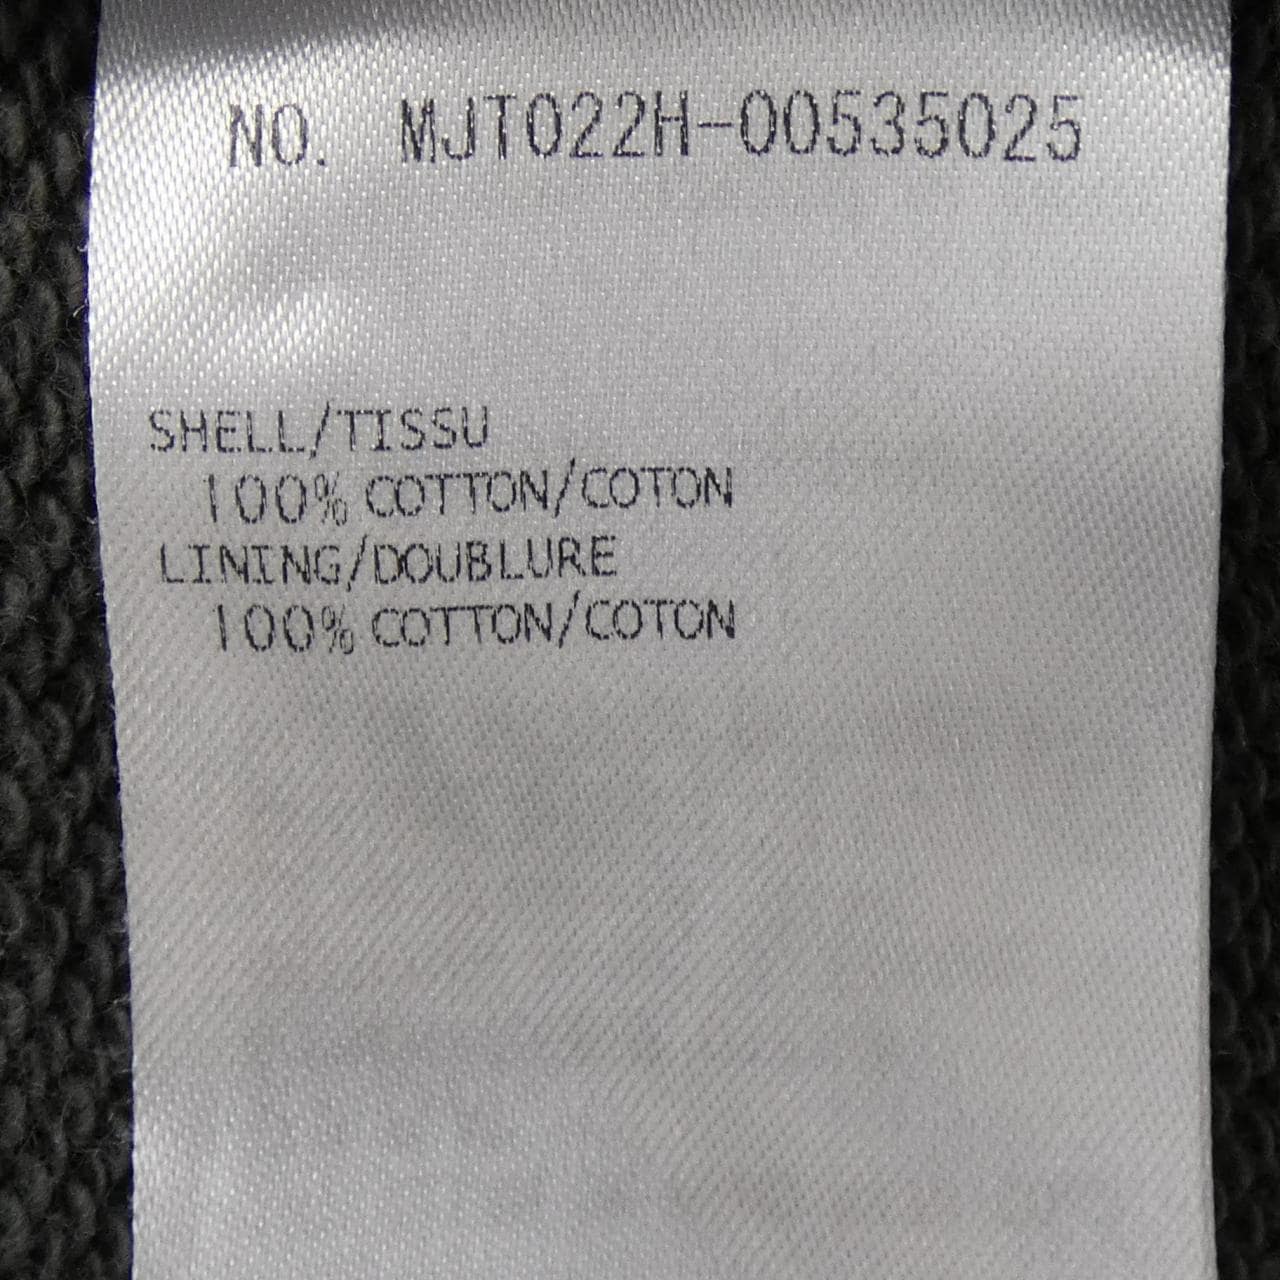 NO. MJT022H-00535025
SHELL/TISSU
100% COTTON/COTON
LINING/DOUBLURE
100% COTTON/COTON